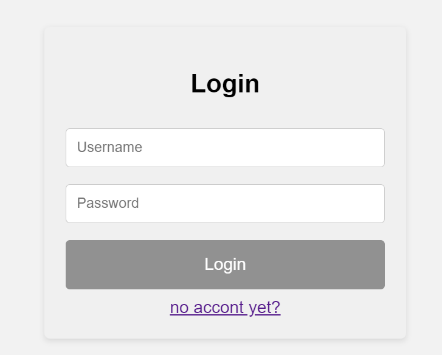 Login
Username
Password
Login
no accont yet?